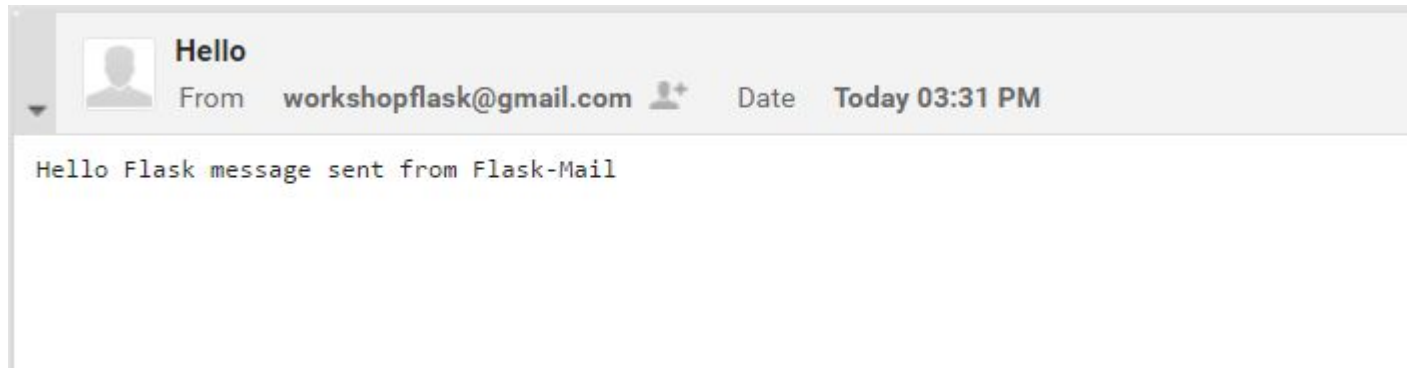 Hello
From workshopflask@gmail.com Date Today 03:31 PM
Hello Flask message sent from Flask-Mail